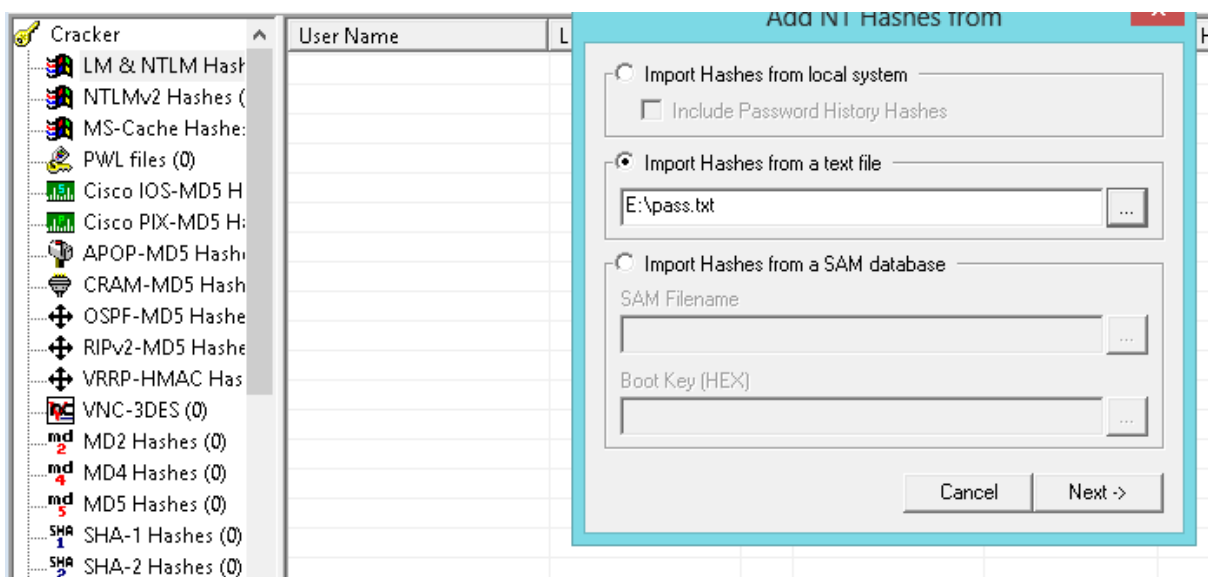 Cracker
LM & NTLM Hash
NTLMv2 Hashes (
MS-Cache Hashe:
PWL files (0)
Cisco IOS-MD5 H
Cisco PIX-MD5 Ha
APOP-MD5 Hash
CRAM-MD5 Hash
OSPF-MD5 Hashe
RIPv2-MD5 Hashe
VRRP-HMAC Has
VNC-3DES (0)
MD2 Hashes (0)
MD4 Hashes (0)
MD5 Hashes (0)
SHA-1 Hashes (0)
SHA-2 Hashes (0)
User Name
L
H
Add NT Hashes from
Import Hashes from local system
Include Password History Hashes
Import Hashes from a text file
E:\pass.txt
...
Import Hashes from a SAM database
SAM Filename
...
Boot Key (HEX)
...
Cancel
Next ->